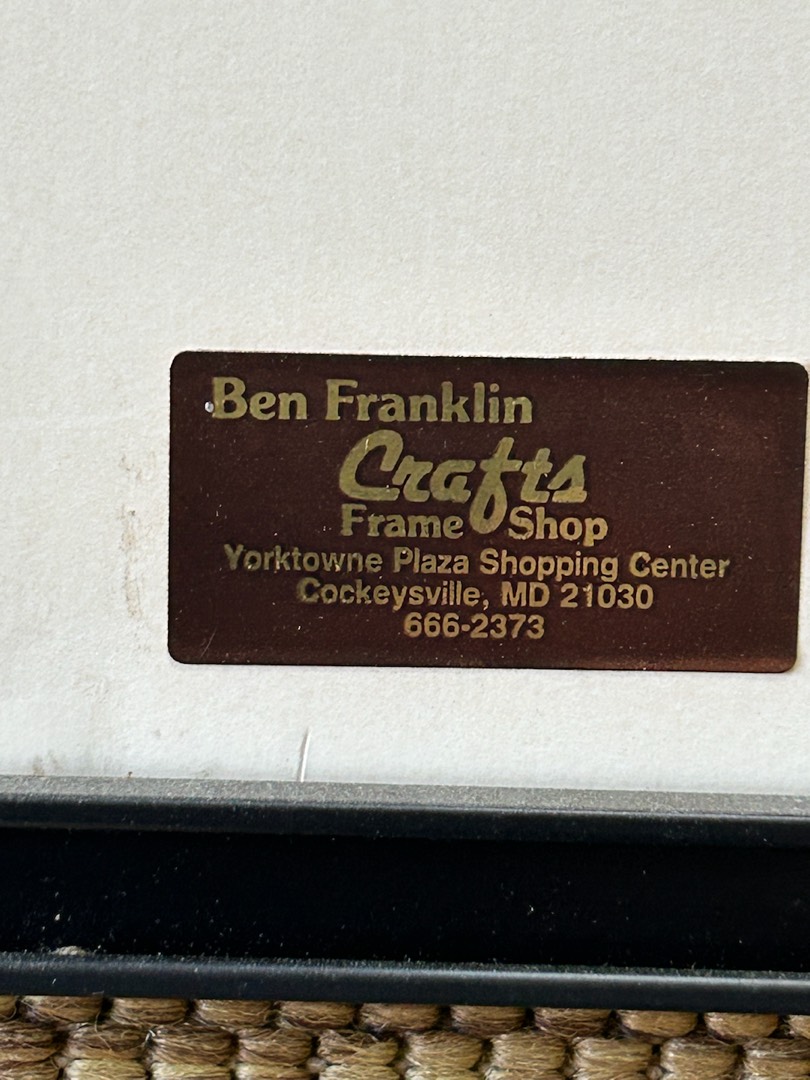 Ben Franklin
Crafts
Frame Shop
Yorktowne Plaza Shopping Center
Cockeysville, MD 21030
666-2373